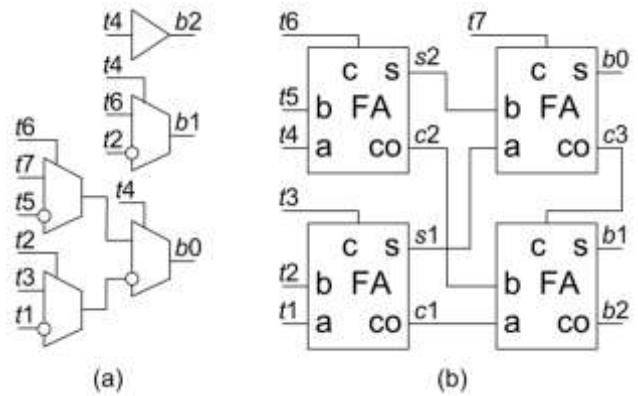 t4 b2
t4
t6
t2 b1
t6
t7
t5
t4
t2
t3 b0
t1
(a)
t6 t7
c s s2 c s b0
t5 b FA b FA
t4 a co c2 a co c3
t3
c s s1 c s b1
t2 b FA b FA
t1 a co c1 a co b2
(b)